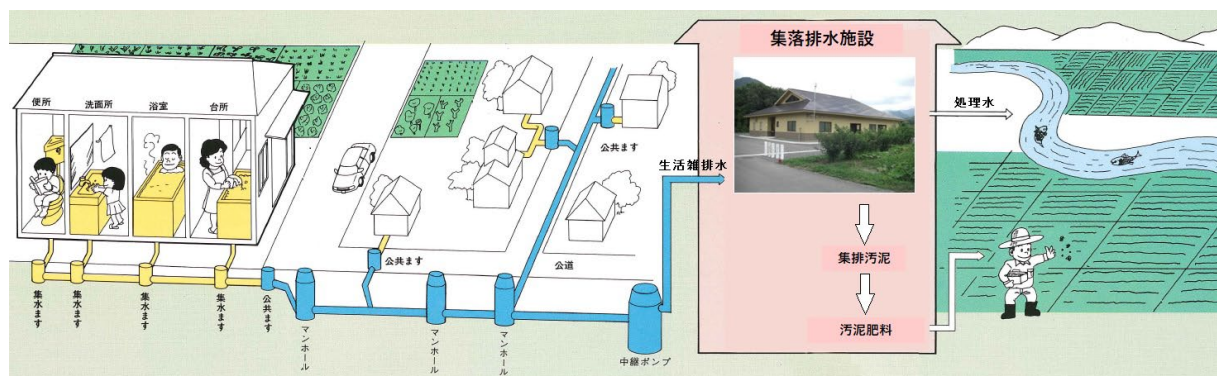 便所
洗面所
浴室
台所
集水ます
集水ます
集水ます
集水ます
公共ます
マンホール
公共ます
マンホール
マンホール
公道
公共ます
中継ポンプ
生活雑排水
集落排水施設
集排汚泥
汚泥肥料
処理水